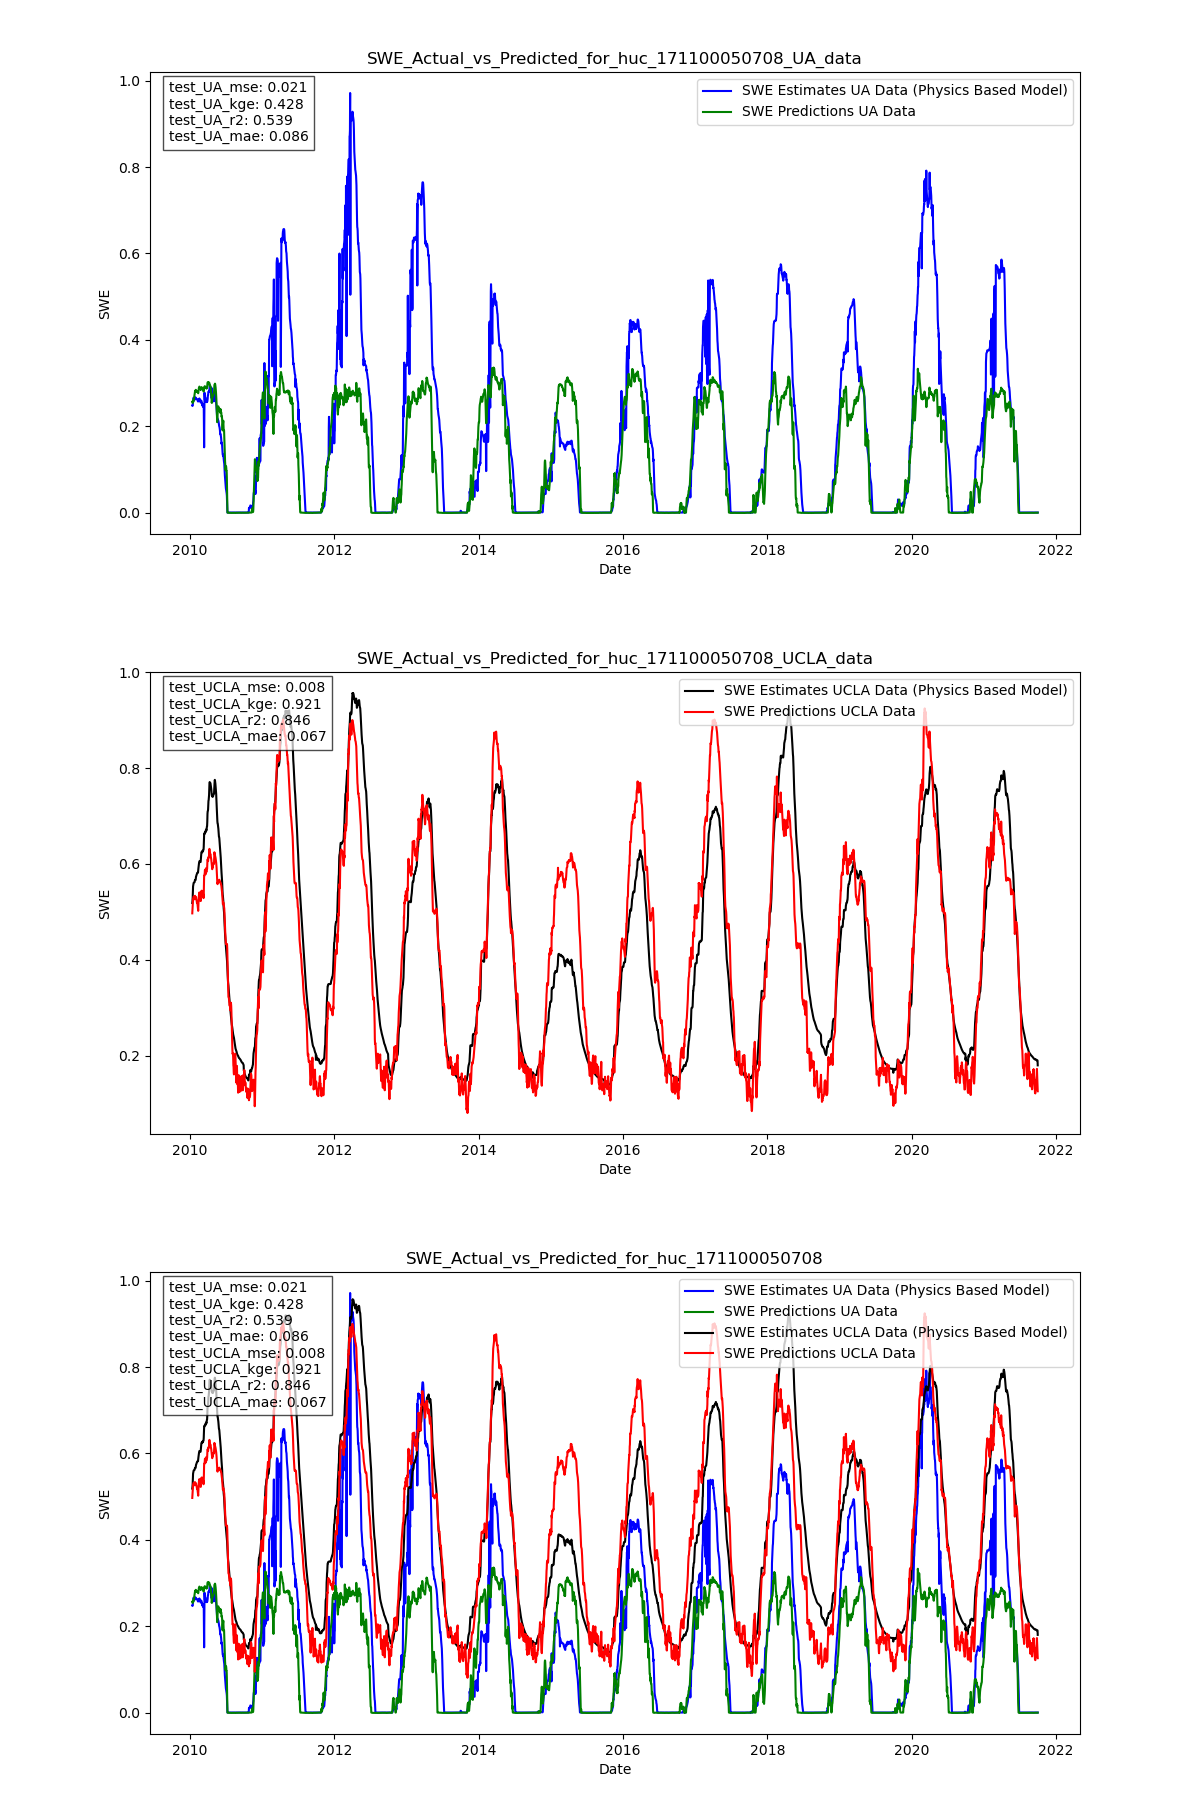 SWE_Actual_vs_Predicted_for_huc_171100050708_UA_data
test_UA_mse: 0.021
test_UA_kge: 0.428
test_UA_r2: 0.539
test_UA_mae: 0.086
SWE Estimates UA Data (Physics Based Model)
SWE Predictions UA Data
1.0
0.8
0.6
0.4
0.2
0.0
SWE
2010 2012 2014 2016 2018 2020 2022
Date
SWE_Actual_vs_Predicted_for_huc_171100050708_UCLA_data
test_UCLA_mse: 0.008
test_UCLA_kge: 0.921
test_UCLA_r2: 0.846
test_UCLA_mae: 0.067
SWE Estimates UCLA Data (Physics Based Model)
SWE Predictions UCLA Data
1.0
0.8
0.6
0.4
0.2
SWE
2010 2012 2014 2016 2018 2020 2022
Date
SWE_Actual_vs_Predicted_for_huc_171100050708
test_UA_mse: 0.021
test_UA_kge: 0.428
test_UA_r2: 0.539
test_UA_mae: 0.086
test_UCLA_mse: 0.008
test_UCLA_kge: 0.921
test_UCLA_r2: 0.846
test_UCLA_mae: 0.067
SWE Estimates UA Data (Physics Based Model)
SWE Predictions UA Data
SWE Estimates UCLA Data (Physics Based Model)
SWE Predictions UCLA Data
1.0
0.8
0.6
0.4
0.2
0.0
SWE
2010 2012 2014 2016 2018 2020 2022
Date